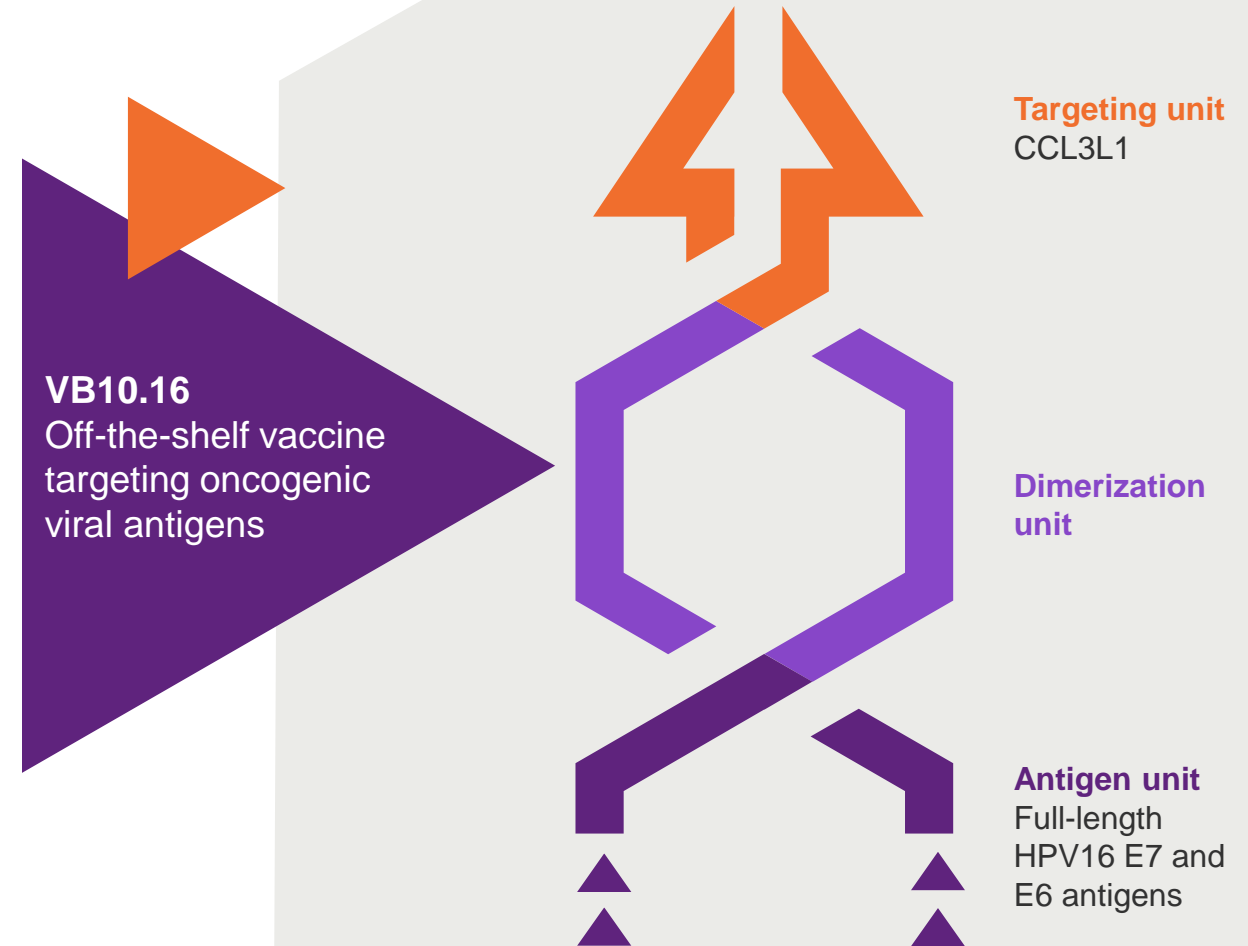 Targeting unit
CCL3L1
VB10.16
Off-the-shelf vaccine
targeting oncogenic
viral antigens
Dimerization
unit
Antigen unit
Full-length
HPV16 E7 and
E6 antigens